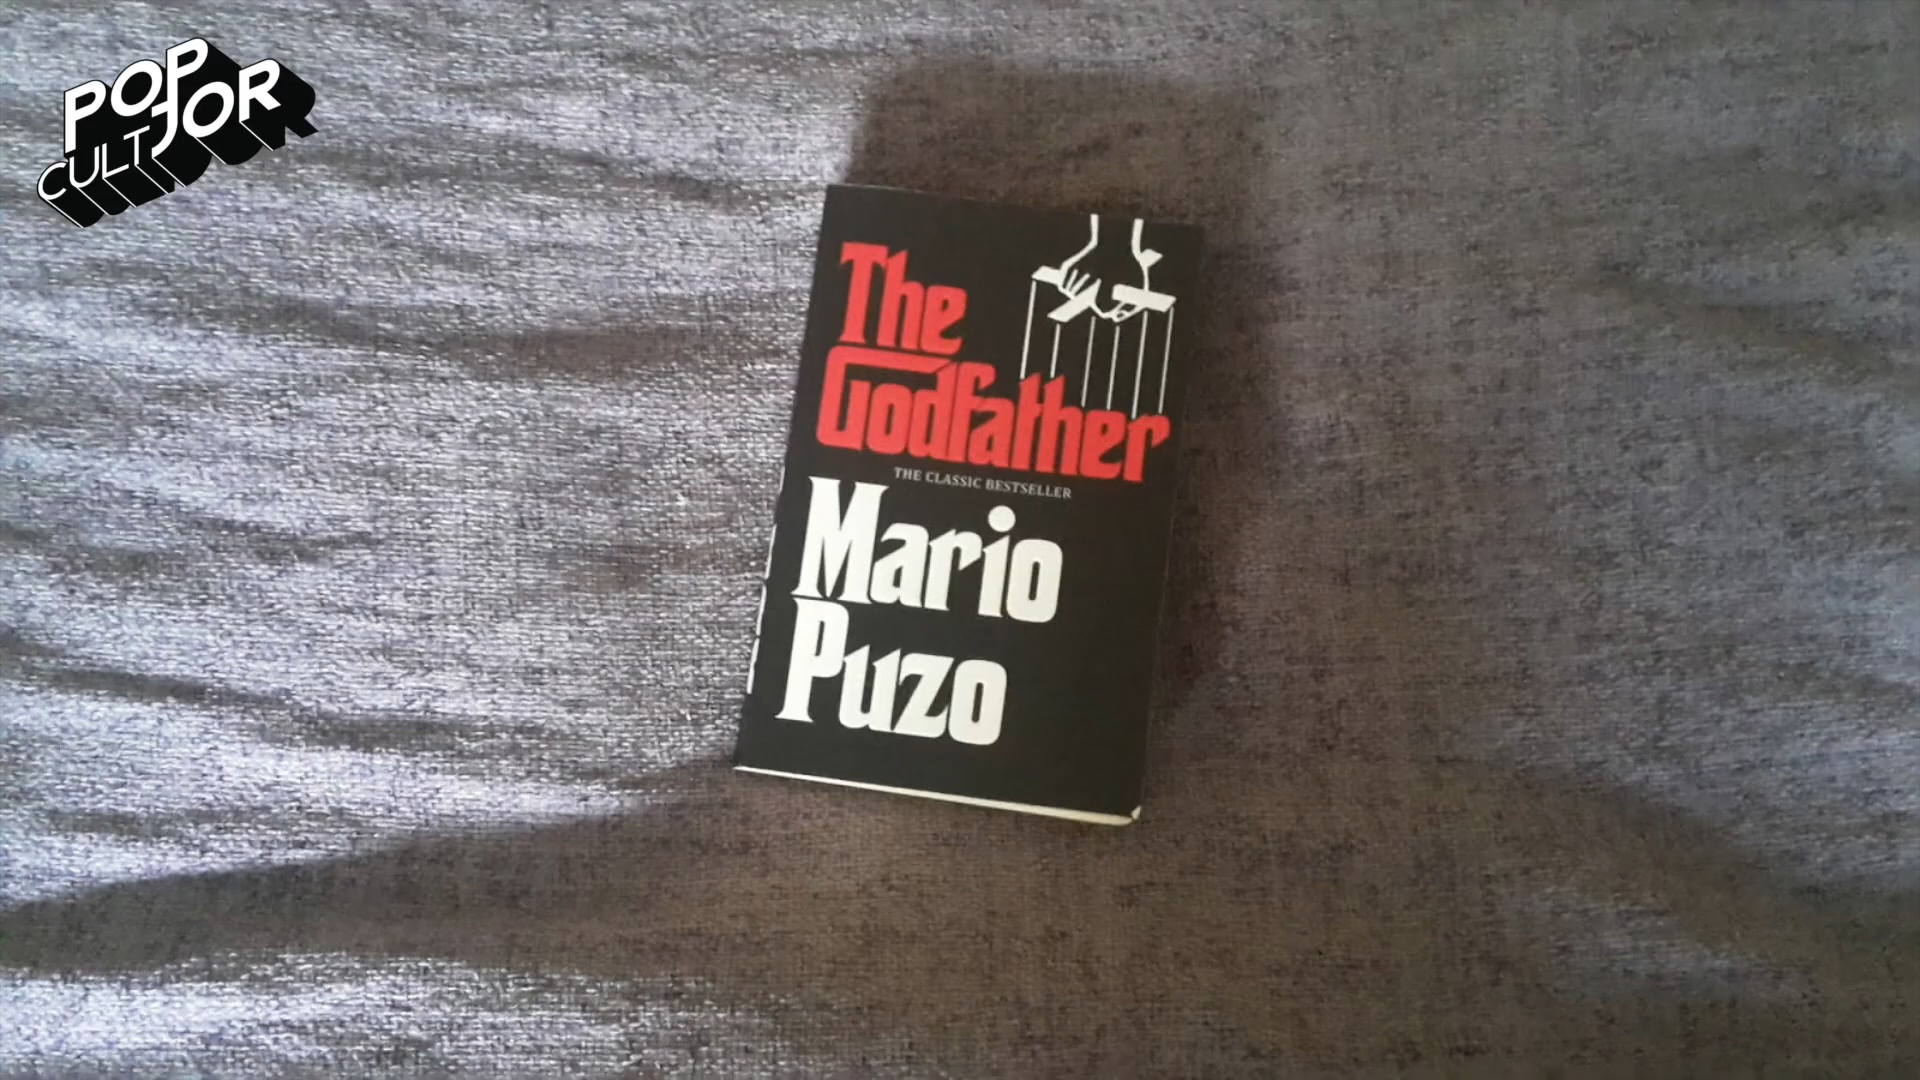 POP
CULTJOR
The
Godfather
THE CLASSIC BESTSELLER
Mario
Puzo